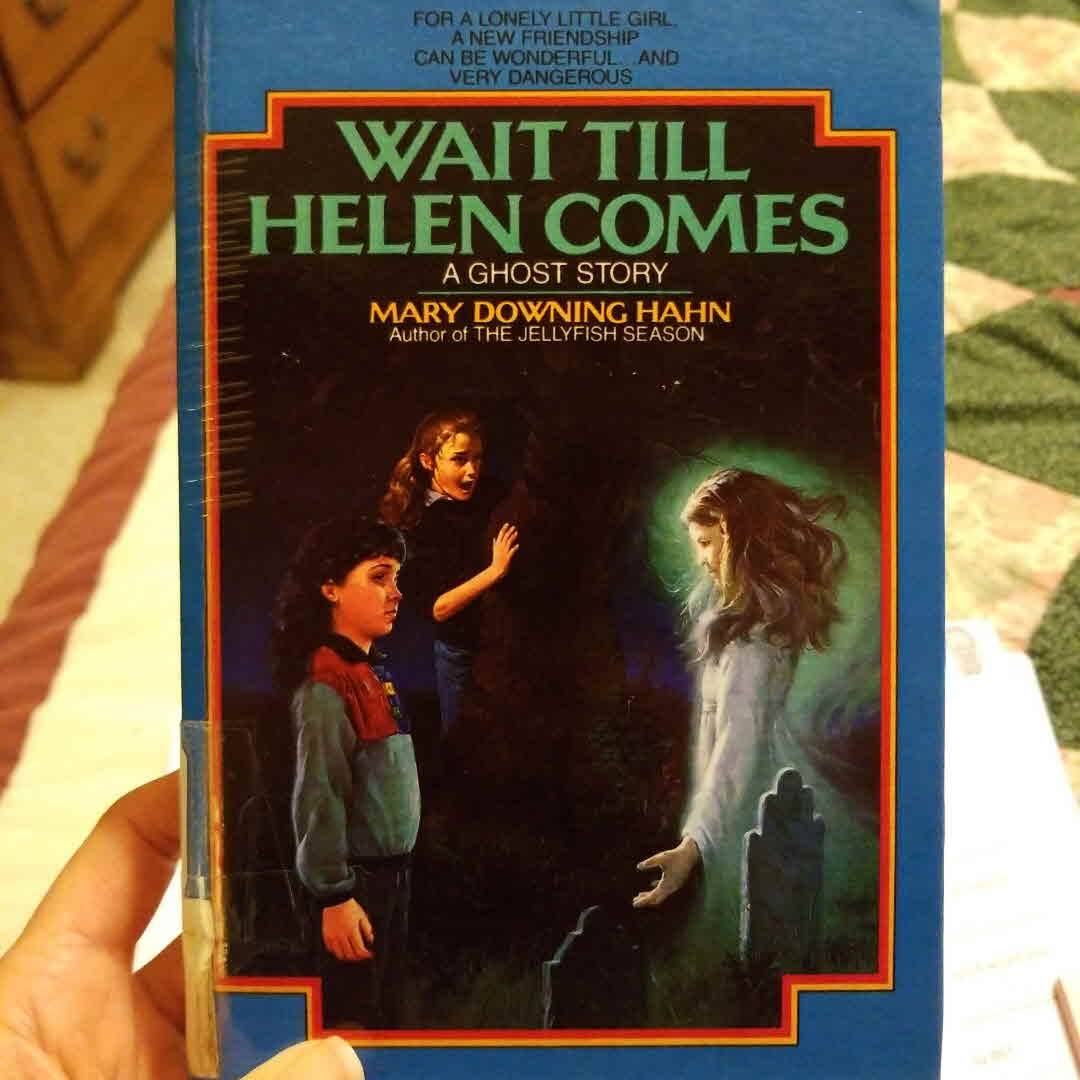 FOR A LONELY LITTLE GIRL,
A NEW FRIENDSHIP
CAN BE WONDERFUL...AND
VERY DANGEROUS
WAIT TILL
HELEN COMES
A GHOST STORY
MARY DOWNING HAHN
Author of THE JELLYFISH SEASON